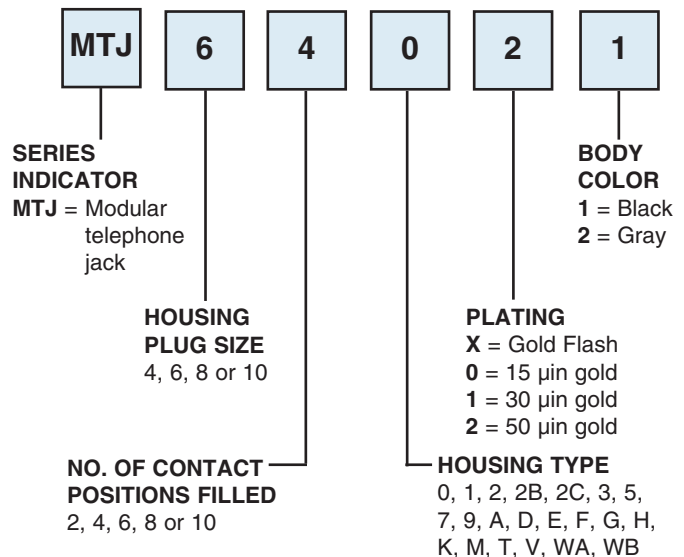 MTJ 6 4 0 2 1
SERIES
INDICATOR
MTJ = Modular
telephone
jack
BODY
COLOR
1 = Black
2 = Gray
HOUSING
PLUG SIZE
4, 6, 8 or 10
PLATING
X = Gold Flash
0 = 15 µin gold
1 = 30 µin gold
2 = 50 µin gold
NO. OF CONTACT
POSITIONS FILLED
2, 4, 6, 8 or 10
HOUSING TYPE
0, 1, 2, 2B, 2C, 3, 5,
7, 9, A, D, E, F, G, H,
K, M, T, V, WA, WB